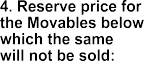 4. Reserve price for
the Movables below
which the same
will not be sold: